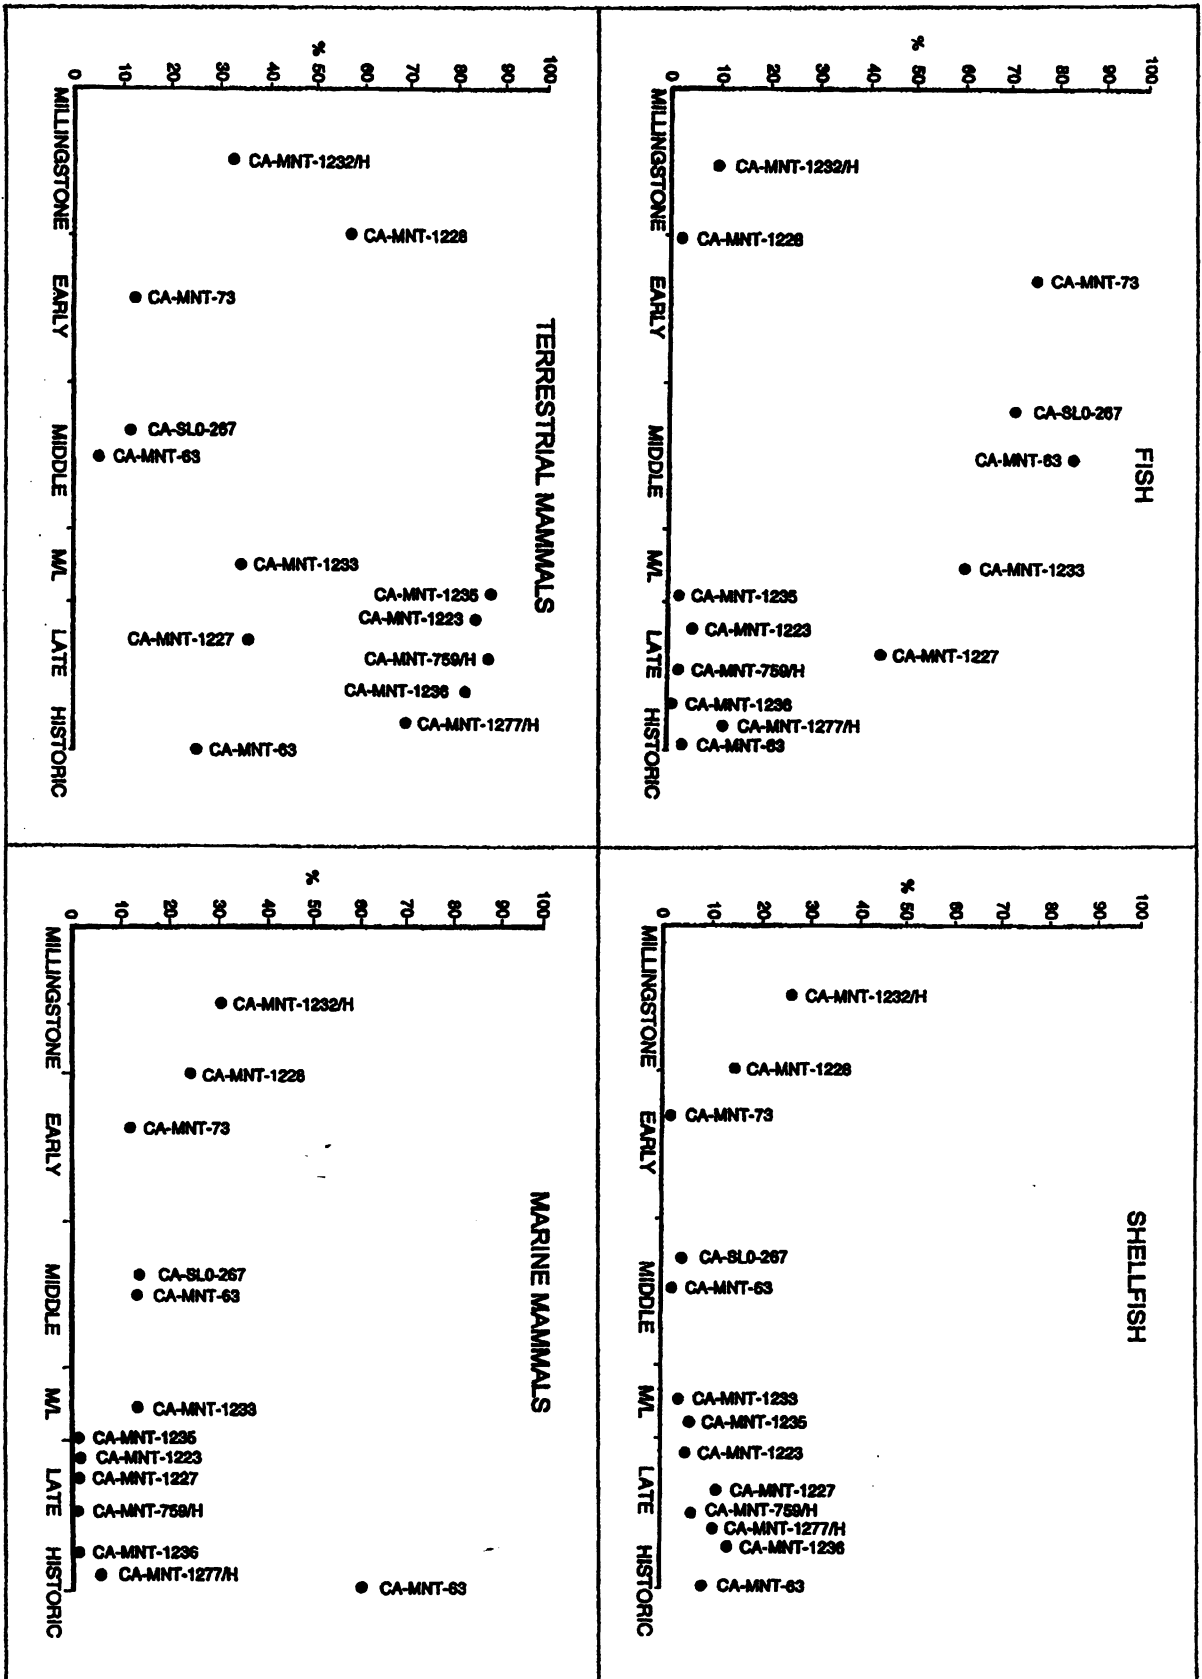 FISH
100
90
80
70
60
%
50
40
30
20
10
0
CA-MNT-1232/H
CA-MNT-1228
CA-MNT-73
CA-SL0-267
CA-MNT-63
CA-MNT-1233
CA-MNT-1235
CA-MNT-1223
CA-MNT-1227
CA-MNT-759/H
CA-MNT-1236
CA-MNT-1277/H
CA-MNT-63
MILLINGSTONE EARLY MIDDLE M/L LATE HISTORIC
SHELLFISH
100
90
80
70
60
%
50
40
30
20
10
0
CA-MNT-1232/H
CA-MNT-1228
CA-MNT-73
CA-SL0-267
CA-MNT-63
CA-MNT-1233
CA-MNT-1235
CA-MNT-1223
CA-MNT-1227
CA-MNT-759/H
CA-MNT-1277/H
CA-MNT-1236
CA-MNT-63
MILLINGSTONE EARLY MIDDLE M/L LATE HISTORIC
TERRESTRIAL MAMMALS
100
90
80
70
60
%
50
40
30
20
10
0
CA-MNT-1232/H
CA-MNT-1228
CA-MNT-73
CA-SL0-267
CA-MNT-63
CA-MNT-1233
CA-MNT-1235
CA-MNT-1223
CA-MNT-1227
CA-MNT-759/H
CA-MNT-1236
CA-MNT-1277/H
CA-MNT-63
MILLINGSTONE EARLY MIDDLE M/L LATE HISTORIC
MARINE MAMMALS
100
90
80
70
60
%
50
40
30
20
10
0
CA-MNT-1232/H
CA-MNT-1228
CA-MNT-73
CA-SL0-267
CA-MNT-63
CA-MNT-1233
CA-MNT-1235
CA-MNT-1223
CA-MNT-1227
CA-MNT-759/H
CA-MNT-1236
CA-MNT-1277/H
CA-MNT-63
MILLINGSTONE EARLY MIDDLE M/L LATE HISTORIC